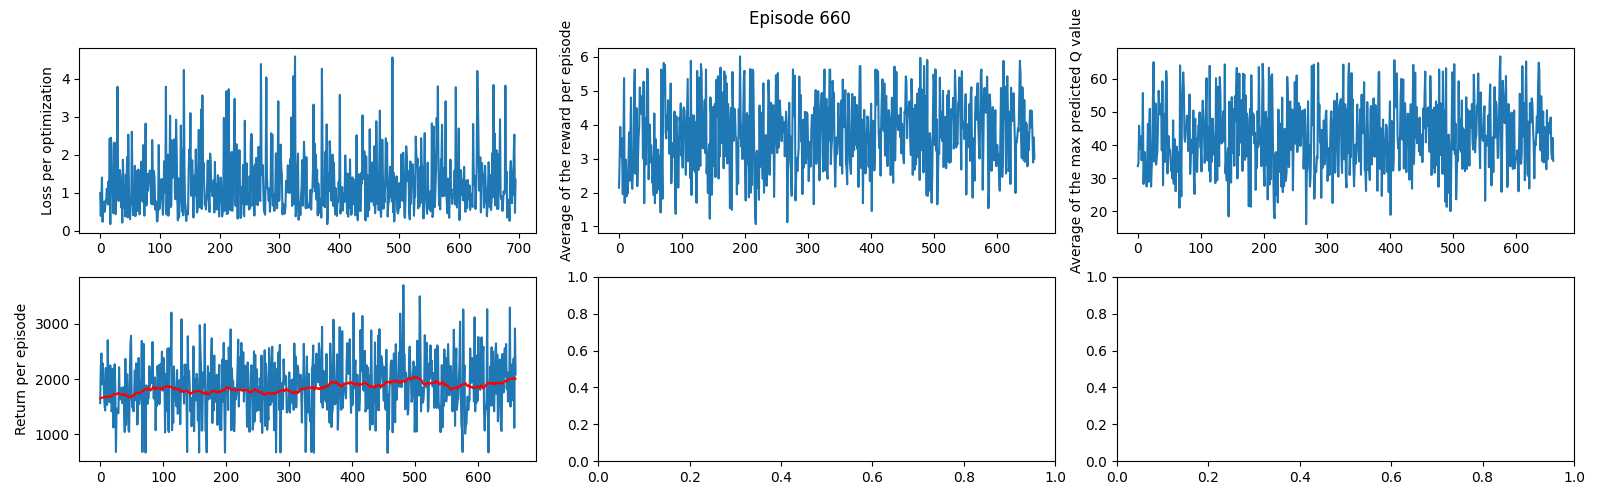 Episode 660
Loss per optimization
4
3
2
1
0
0 100 200 300 400 500 600 700
Average of the reward per episode
6
5
4
3
2
1
0 100 200 300 400 500 600
Average of the max predicted Q value
60
50
40
30
20
0 100 200 300 400 500 600
Return per episode
3000
2000
1000
0 100 200 300 400 500 600
1.0
0.8
0.6
0.4
0.2
0.0
0.0 0.2 0.4 0.6 0.8 1.0
1.0
0.8
0.6
0.4
0.2
0.0
0.0 0.2 0.4 0.6 0.8 1.0